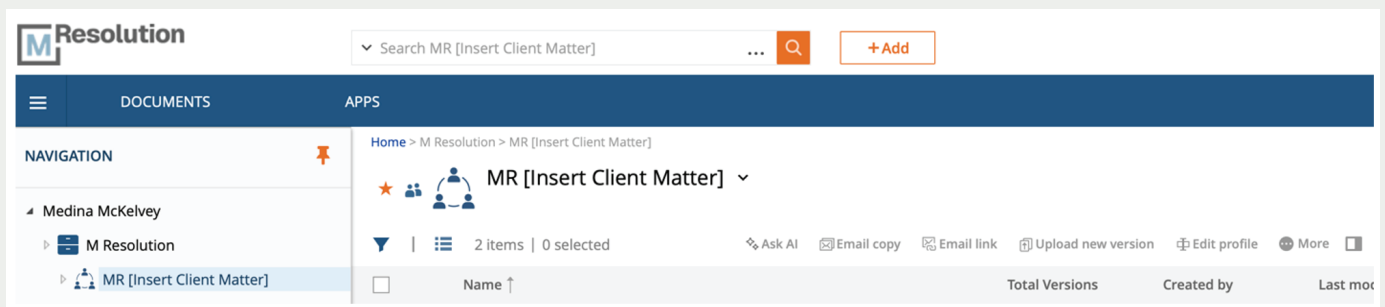 M Resolution
Search MR [Insert Client Matter] ...
+ Add
DOCUMENTS APPS
NAVIGATION
Medina McKelvey
M Resolution
MR [Insert Client Matter]
Home > M Resolution > MR [Insert Client Matter]
MR [Insert Client Matter]
2 items | 0 selected Ask AI Email copy Email link Upload new version Edit profile More
Name Total Versions Created by Last mod